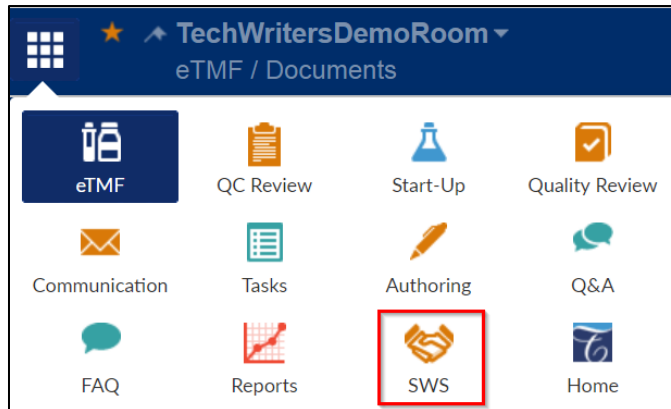 TechWritersDemoRoom
eTMF / Documents
eTMF
QC Review
Start-Up
Quality Review
Communication
Tasks
Authoring
Q&A
FAQ
Reports
SWS
Home